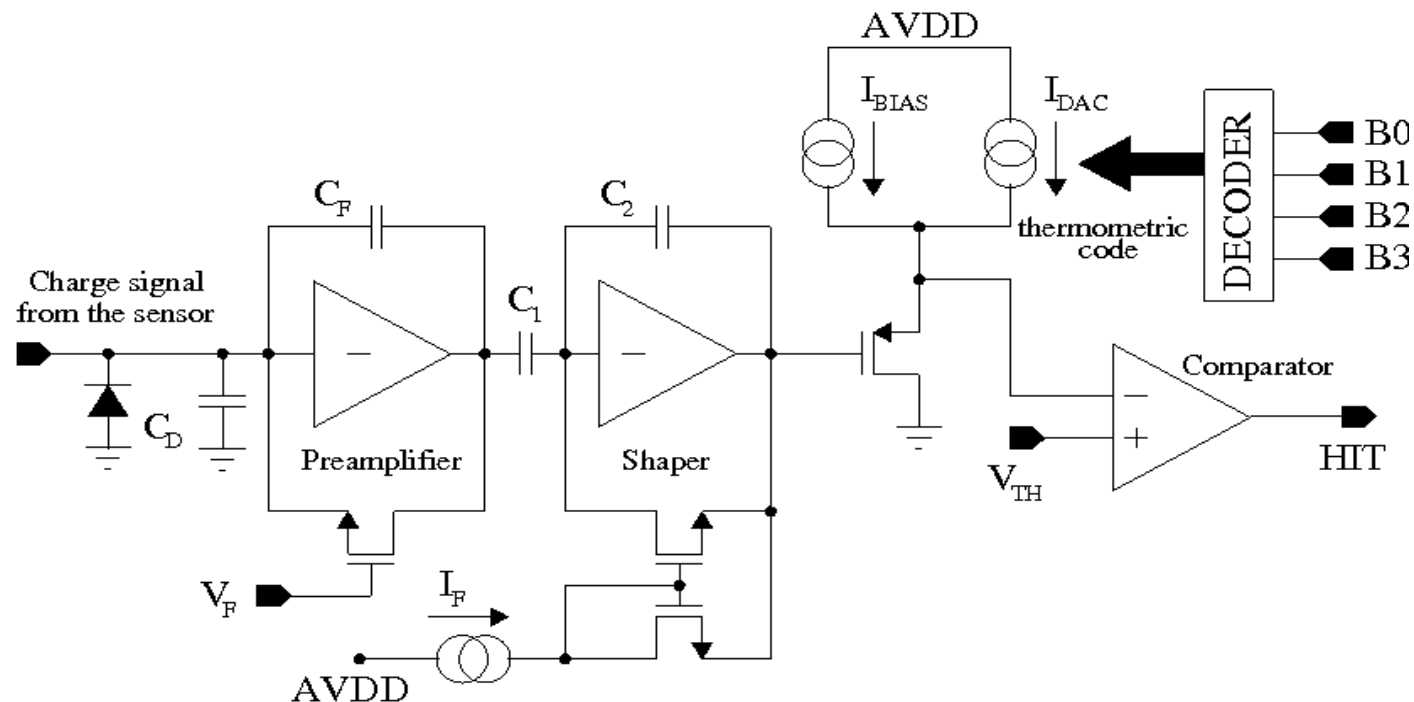 AVDD
I_BIAS
I_DAC
DECODER
B0
B1
B2
B3
thermometric
code
C_F
C_2
Charge signal
from the sensor
C_1
C_D
−
−
Preamplifier
Shaper
Comparator
−
+
V_TH
HIT
V_F
I_F
AVDD